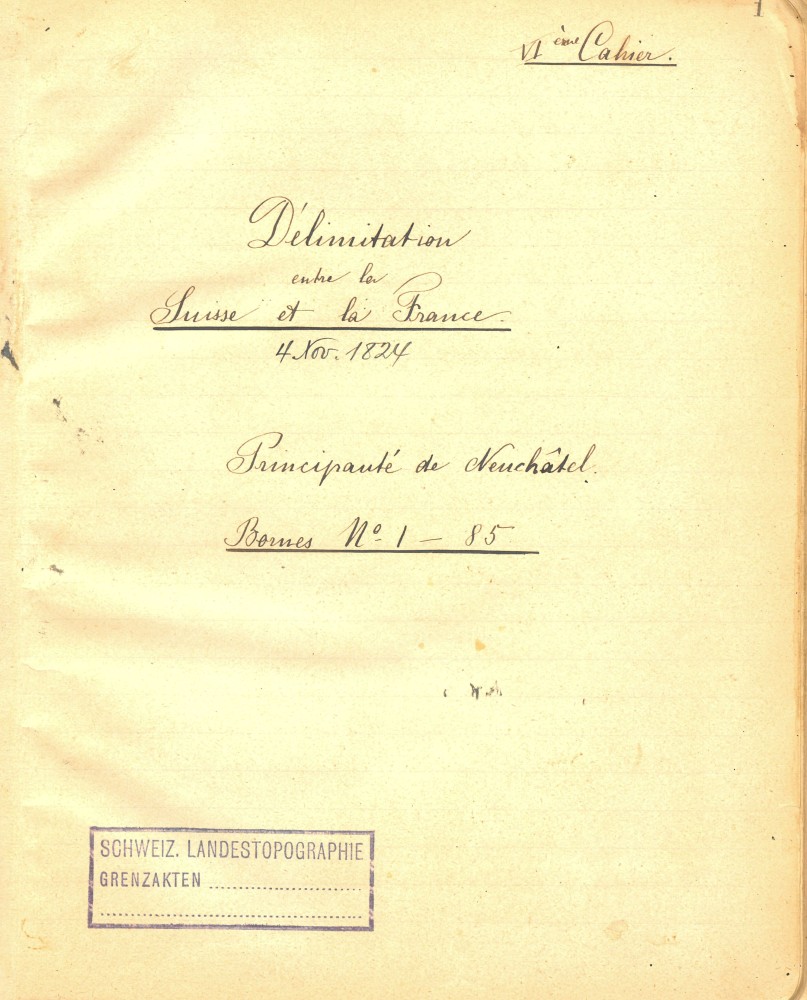 1
VI ème Cahier.
Délimitation
entre la
Suisse et la France.
4 Nov. 1824
Principauté de Neuchâtel.
Bornes No. 1 – 85
SCHWEIZ. LANDESTOPOGRAPHIE
GRENZAKTEN